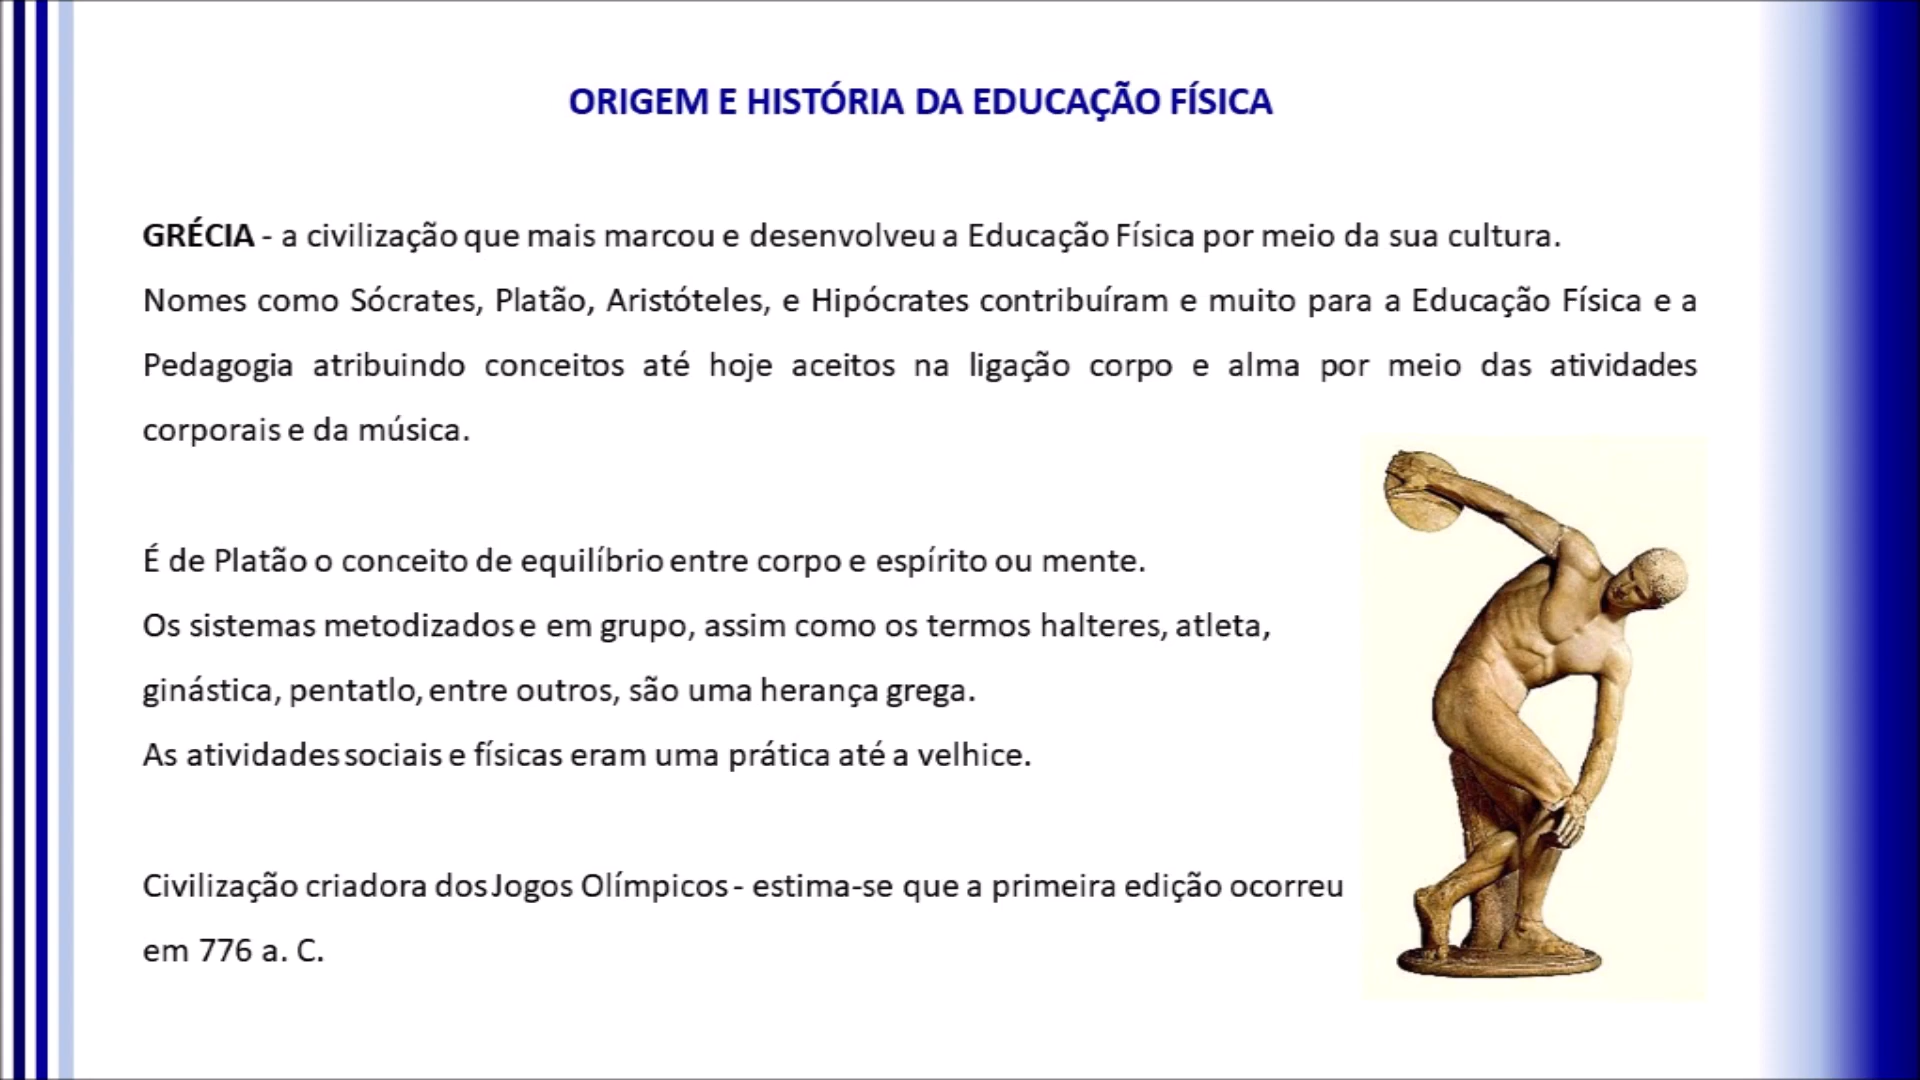 ORIGEM E HISTÓRIA DA EDUCAÇÃO FÍSICA
GRÉCIA - a civilização que mais marcou e desenvolveu a Educação Física por meio da sua cultura.
Nomes como Sócrates, Platão, Aristóteles, e Hipócrates contribuíram e muito para a Educação Física e a
Pedagogia atribuindo conceitos até hoje aceitos na ligação corpo e alma por meio das atividades
corporais e da música.
É de Platão o conceito de equilíbrio entre corpo e espírito ou mente.
Os sistemas metodizados e em grupo, assim como os termos halteres, atleta,
ginástica, pentatlo, entre outros, são uma herança grega.
As atividades sociais e físicas eram uma prática até a velhice.
Civilização criadora dos Jogos Olímpicos - estima-se que a primeira edição ocorreu
em 776 a. C.